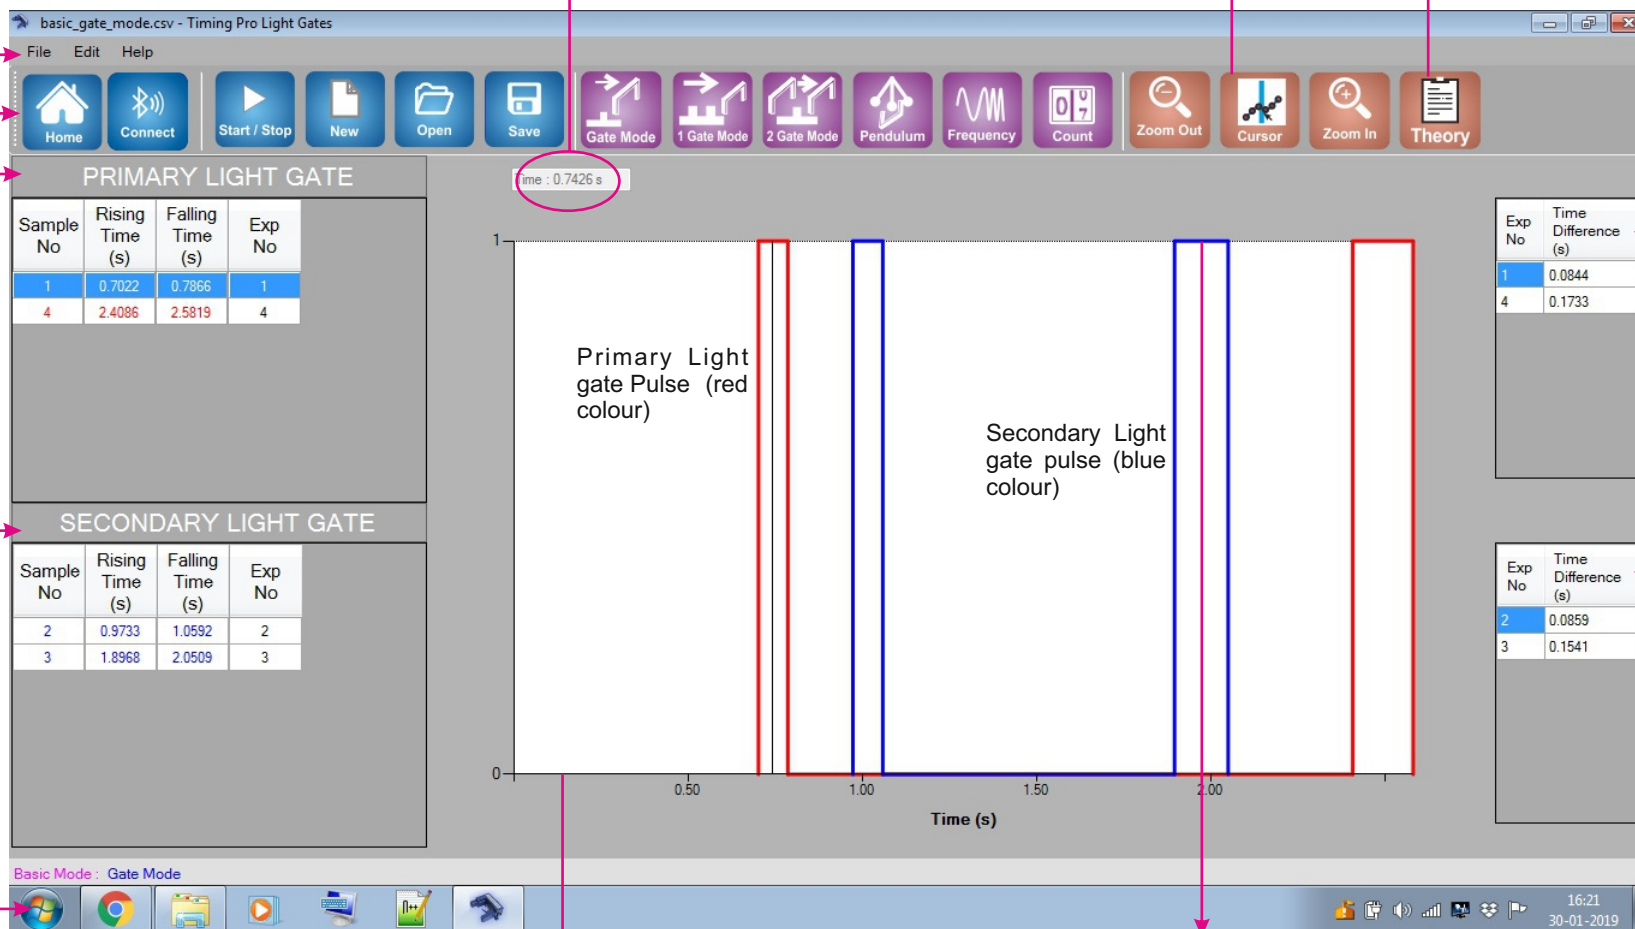 basic_gate_mode.csv - Timing Pro Light Gates
File Edit Help
Home Connect Start / Stop New Open Save Gate Mode 1 Gate Mode 2 Gate Mode Pendulum Frequency Count Zoom Out Cursor Zoom In Theory
PRIMARY LIGHT GATE
Sample No Rising Time (s) Falling Time (s) Exp No
1 0.7022 0.7866 1
4 2.4086 2.5819 4
SECONDARY LIGHT GATE
Sample No Rising Time (s) Falling Time (s) Exp No
2 0.9733 1.0592 2
3 1.8968 2.0509 3
Time : 0.7426 s
1
Primary Light
gate Pulse (red
colour)
Secondary Light
gate pulse (blue
colour)
0
0.50 1.00 1.50 2.00
Time (s)
Exp No Time Difference (s)
1 0.0844
4 0.1733
Exp No Time Difference (s)
2 0.0859
3 0.1541
Basic Mode : Gate Mode
16:21
30-01-2019